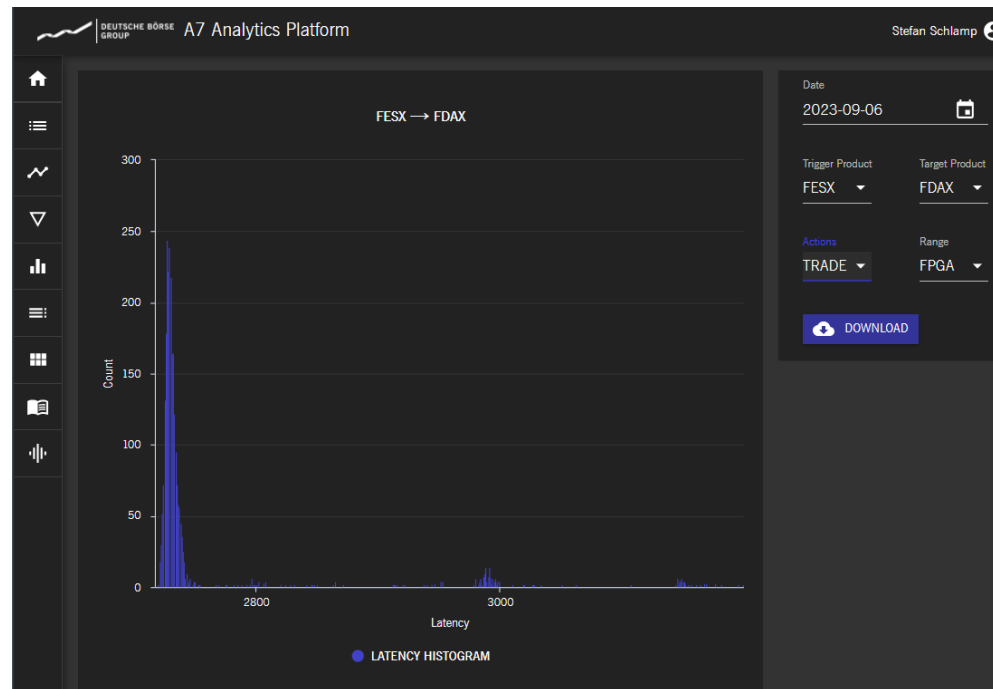 DEUTSCHE BÖRSE
GROUP
A7 Analytics Platform
Stefan Schlamp
FESX → FDAX
300
250
200
150
100
50
0
Count
2800
3000
Latency
LATENCY HISTOGRAM
Date
2023-09-06
Trigger Product
Target Product
FESX
FDAX
Actions
Range
TRADE
FPGA
DOWNLOAD